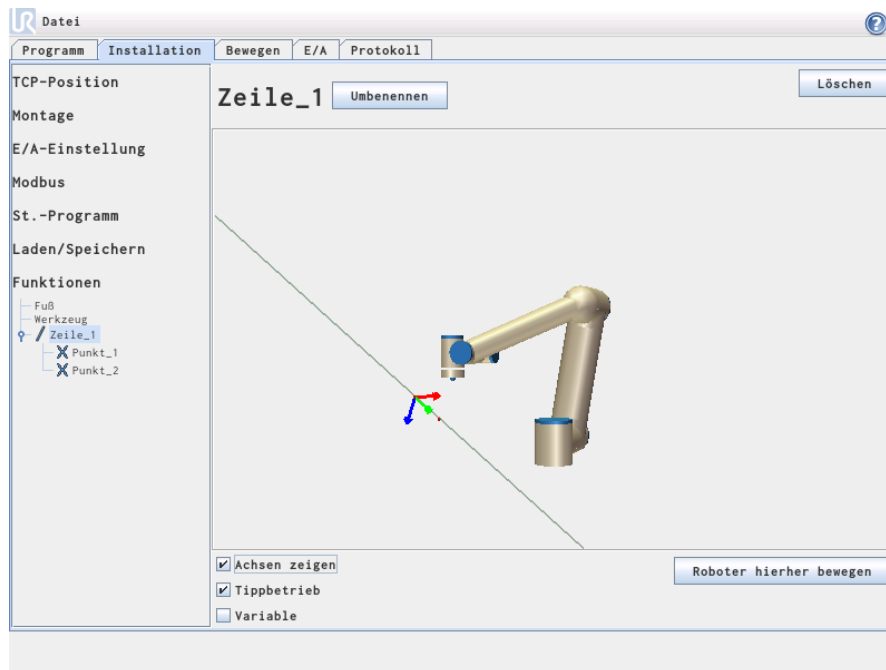 UR Datei
?
Programm Installation Bewegen E/A Protokoll
TCP-Position
Montage
E/A-Einstellung
Modbus
St.-Programm
Laden/Speichern
Funktionen
Fuß
Werkzeug
Zeile_1
Punkt_1
Punkt_2
Zeile_1 Umbenennen Löschen
Achsen zeigen
Tippbetrieb
Variable
Roboter hierher bewegen